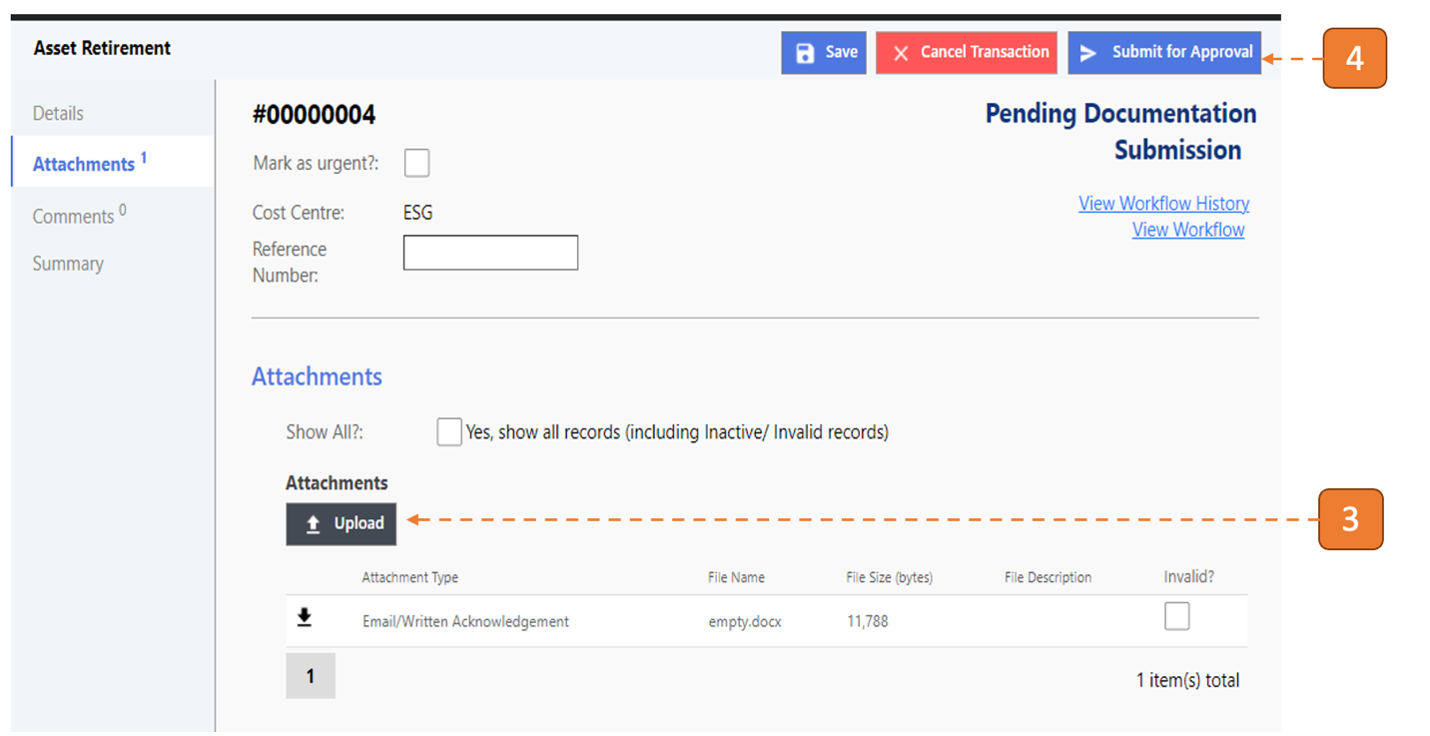 Asset Retirement
Save
Cancel Transaction
Submit for Approval
4
Details
Attachments 1
Comments 0
Summary
#00000004
Pending Documentation
Submission
Mark as urgent?:
View Workflow History
View Workflow
Cost Centre: ESG
Reference
Number:
Attachments
Show All?: Yes, show all records (including Inactive/ Invalid records)
Attachments
Upload
3
Attachment Type File Name File Size (bytes) File Description Invalid?
Email/Written Acknowledgement empty.docx 11,788
1
1 item(s) total